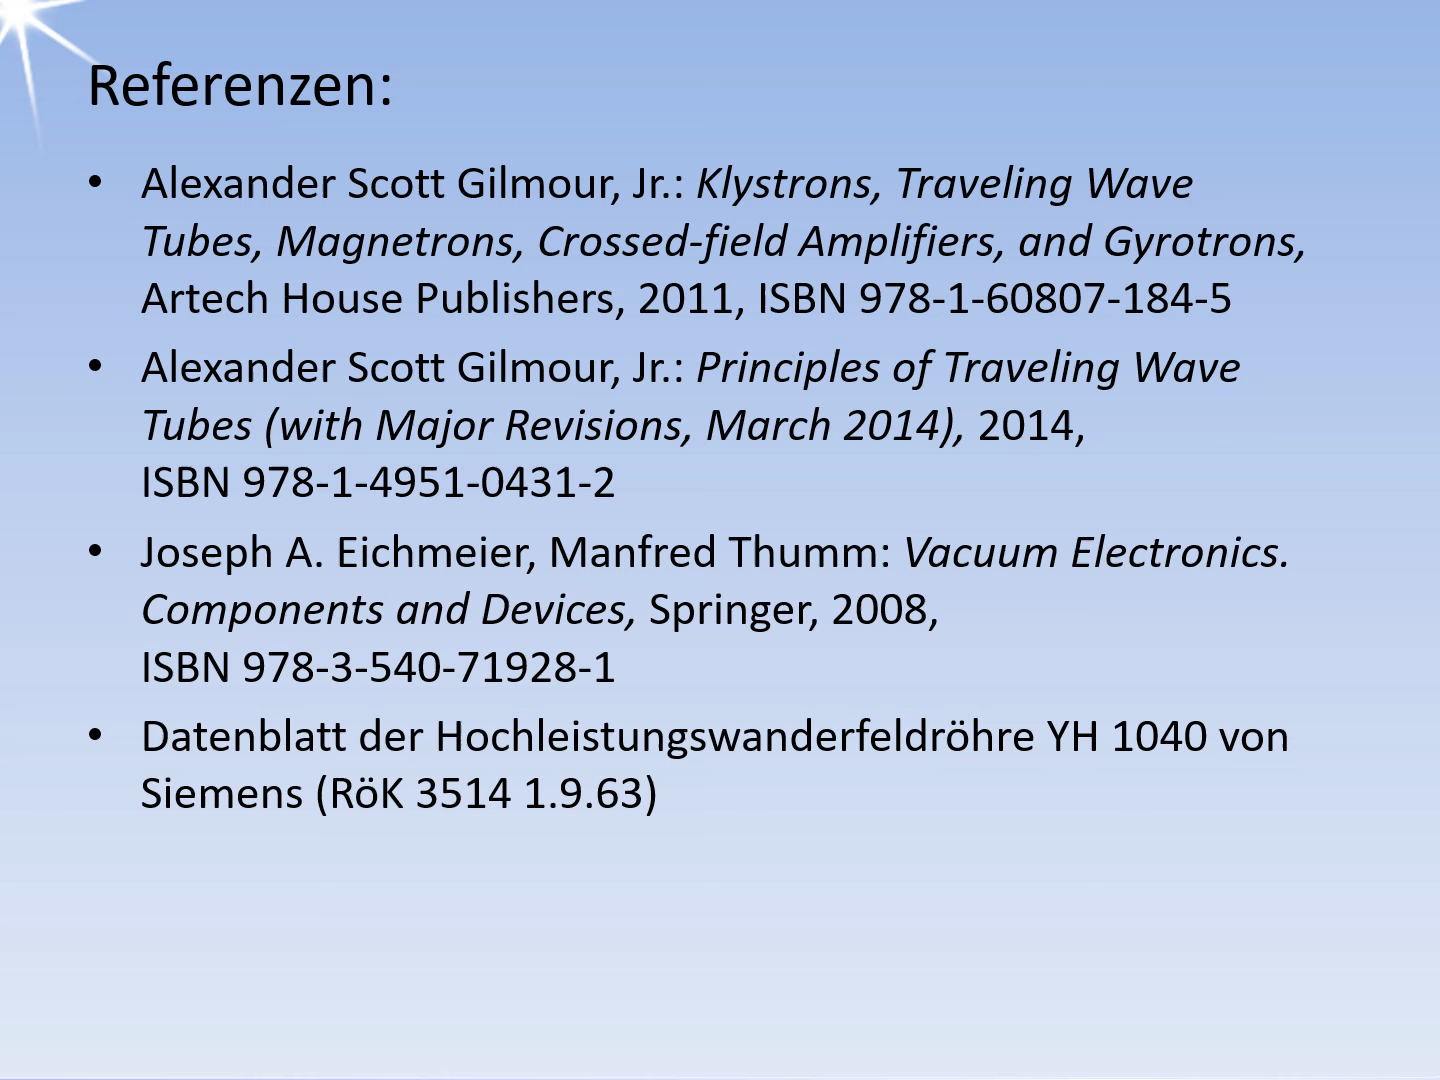 Referenzen:
• Alexander Scott Gilmour, Jr.: Klystrons, Traveling Wave
Tubes, Magnetrons, Crossed-field Amplifiers, and Gyrotrons,
Artech House Publishers, 2011, ISBN 978-1-60807-184-5
• Alexander Scott Gilmour, Jr.: Principles of Traveling Wave
Tubes (with Major Revisions, March 2014), 2014,
ISBN 978-1-4951-0431-2
• Joseph A. Eichmeier, Manfred Thumm: Vacuum Electronics.
Components and Devices, Springer, 2008,
ISBN 978-3-540-71928-1
• Datenblatt der Hochleistungswanderfeldröhre YH 1040 von
Siemens (RöK 3514 1.9.63)